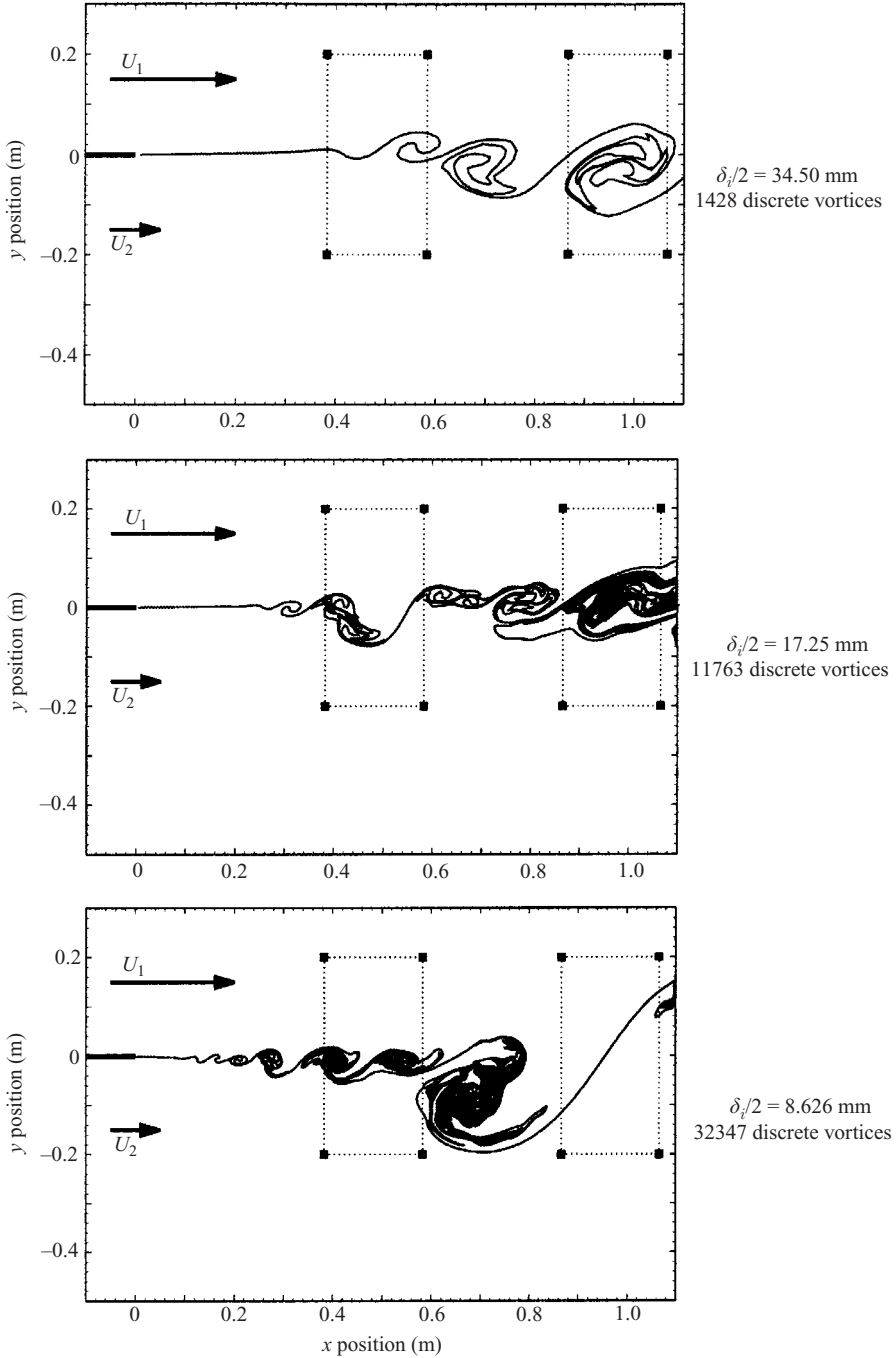 0.2
U1
0
δi/2 = 34.50 mm
1428 discrete vortices
y position (m)
U2
–0.2
–0.4
0 0.2 0.4 0.6 0.8 1.0
0.2
U1
0
δi/2 = 17.25 mm
11763 discrete vortices
y position (m)
U2
–0.2
–0.4
0 0.2 0.4 0.6 0.8 1.0
0.2
U1
0
δi/2 = 8.626 mm
32347 discrete vortices
y position (m)
U2
–0.2
–0.4
0 0.2 0.4 0.6 0.8 1.0
x position (m)